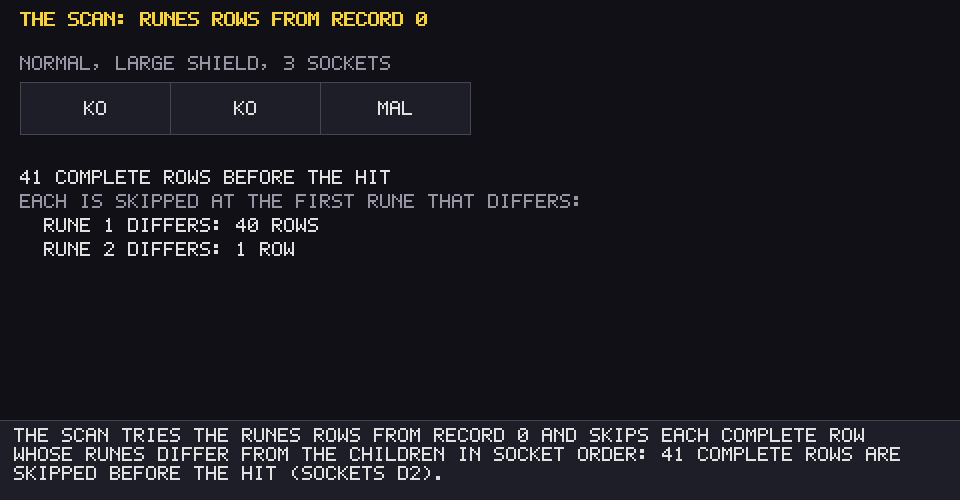 THE SCAN: RUNES ROWS FROM RECORD 0
NORMAL, LARGE SHIELD, 3 SOCKETS
KO KO MAL
41 COMPLETE ROWS BEFORE THE HIT
EACH IS SKIPPED AT THE FIRST RUNE THAT DIFFERS:
RUNE 1 DIFFERS: 40 ROWS
RUNE 2 DIFFERS: 1 ROW
THE SCAN TRIES THE RUNES ROWS FROM RECORD 0 AND SKIPS EACH COMPLETE ROW
WHOSE RUNES DIFFER FROM THE CHILDREN IN SOCKET ORDER: 41 COMPLETE ROWS ARE
SKIPPED BEFORE THE HIT (SOCKETS D2).